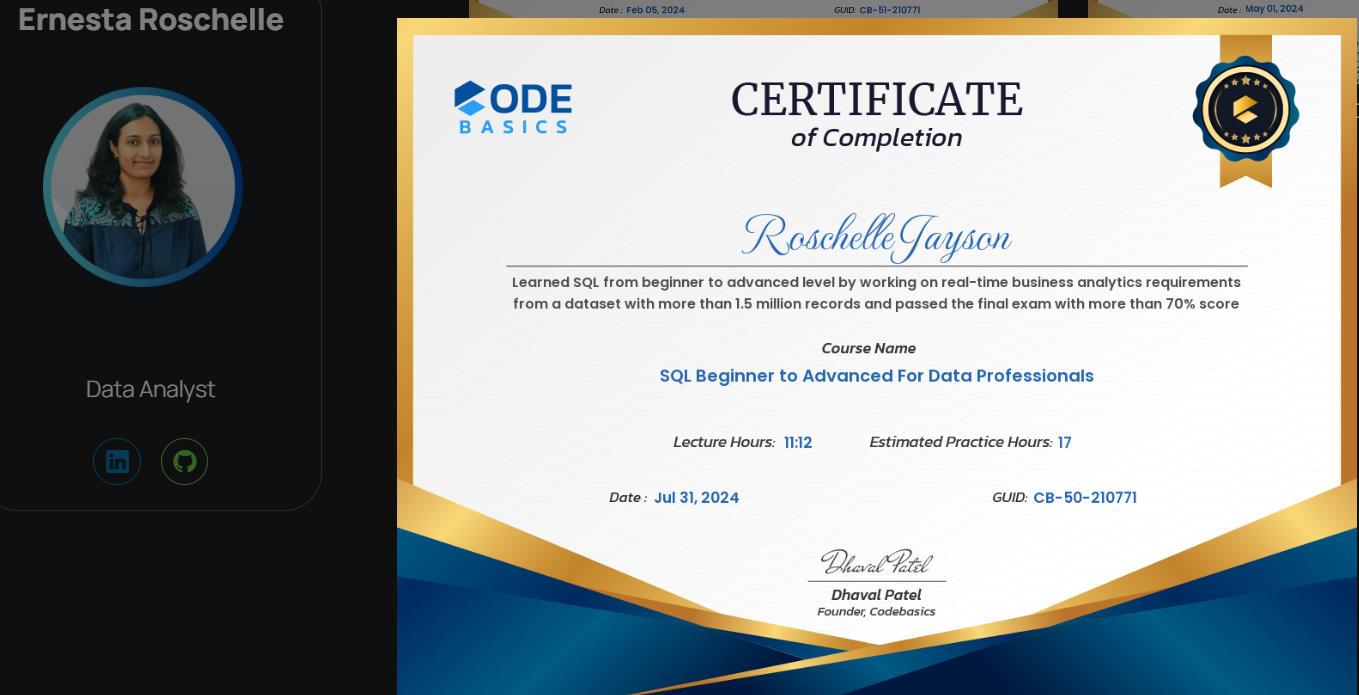 Ernesta Roschelle
Data Analyst
in
Date : Feb 05, 2024 GUID: CB-51-210771
Date : May 01, 2024
CODE
BASICS
CERTIFICATE
of Completion
Roschelle Jayson
Learned SQL from beginner to advanced level by working on real-time business analytics requirements
from a dataset with more than 1.5 million records and passed the final exam with more than 70% score
Course Name
SQL Beginner to Advanced For Data Professionals
Lecture Hours: 11:12 Estimated Practice Hours: 17
Date : Jul 31, 2024 GUID: CB-50-210771
Dhaval Patel
Dhaval Patel
Founder, Codebasics